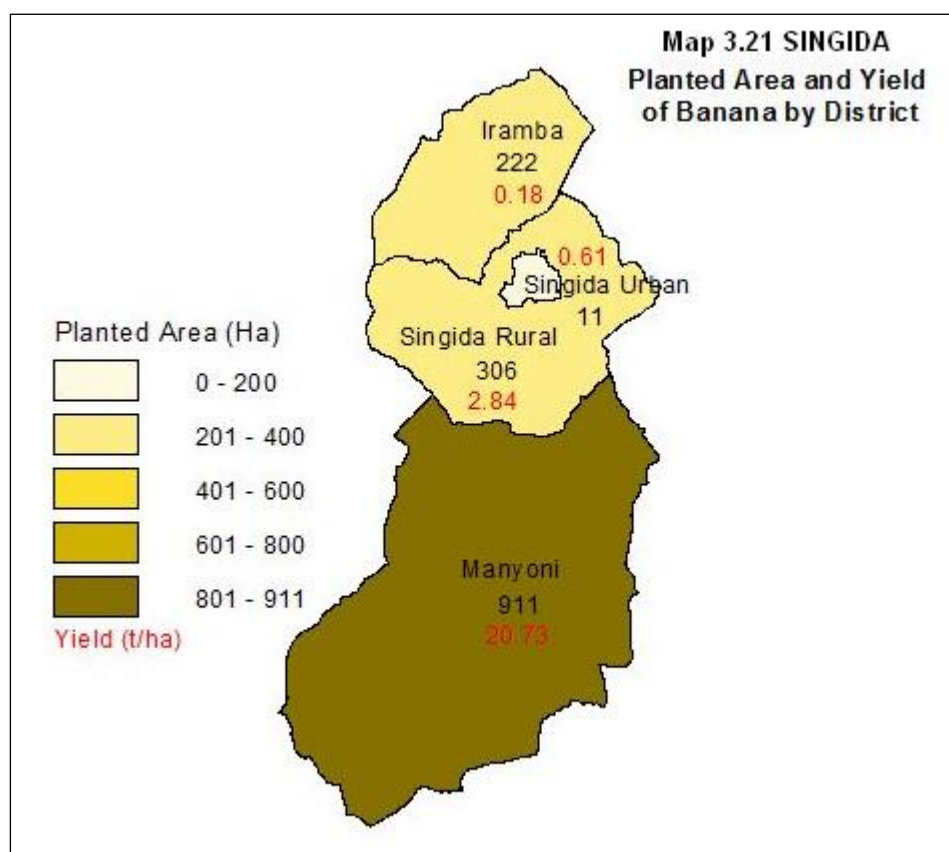 Map 3.21 SINGIDA
Planted Area and Yield
of Banana by District
Iramba
222
0.18
0.61
Singida Urban
11
Singida Rural
306
2.84
Manyoni
911
20.73
Planted Area (Ha)
0 - 200
201 - 400
401 - 600
601 - 800
801 - 911
Yield (t/ha)